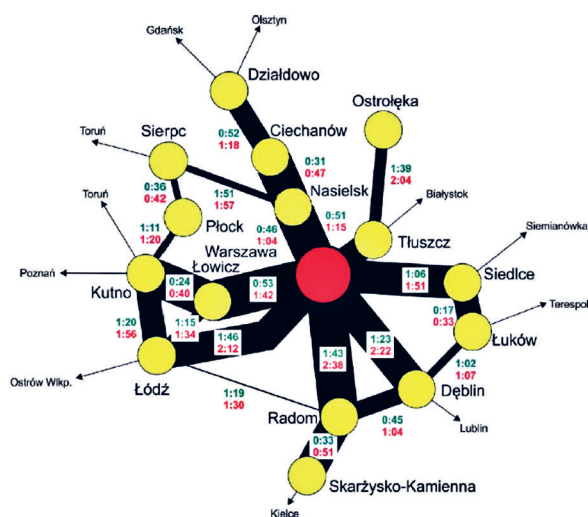 Olsztyn
Gdańsk
Działdowo
Ostrołęka
Sierpc
Ciechanów
0:52
1:18
Toruń
0:31
0:47
1:39
2:04
0:36
0:42
1:51
1:57
Nasielsk
Białystok
Toruń
Płock
0:46
1:04
0:51
1:15
Siemianówka
1:11
1:20
Warszawa
Tłuszcz
Łowicz
Poznań
Kutno
0:24
0:40
0:53
1:42
1:06
1:51
Siedlce
Terespol
0:17
0:33
Łuków
1:20
1:56
1:15
1:34
1:46
2:12
1:23
2:22
1:43
2:38
1:02
1:07
Ostrów Wlkp.
Łódź
Dęblin
1:19
1:30
Radom
0:45
1:04
Lublin
0:33
0:51
Skarżysko-Kamienna
Kielce